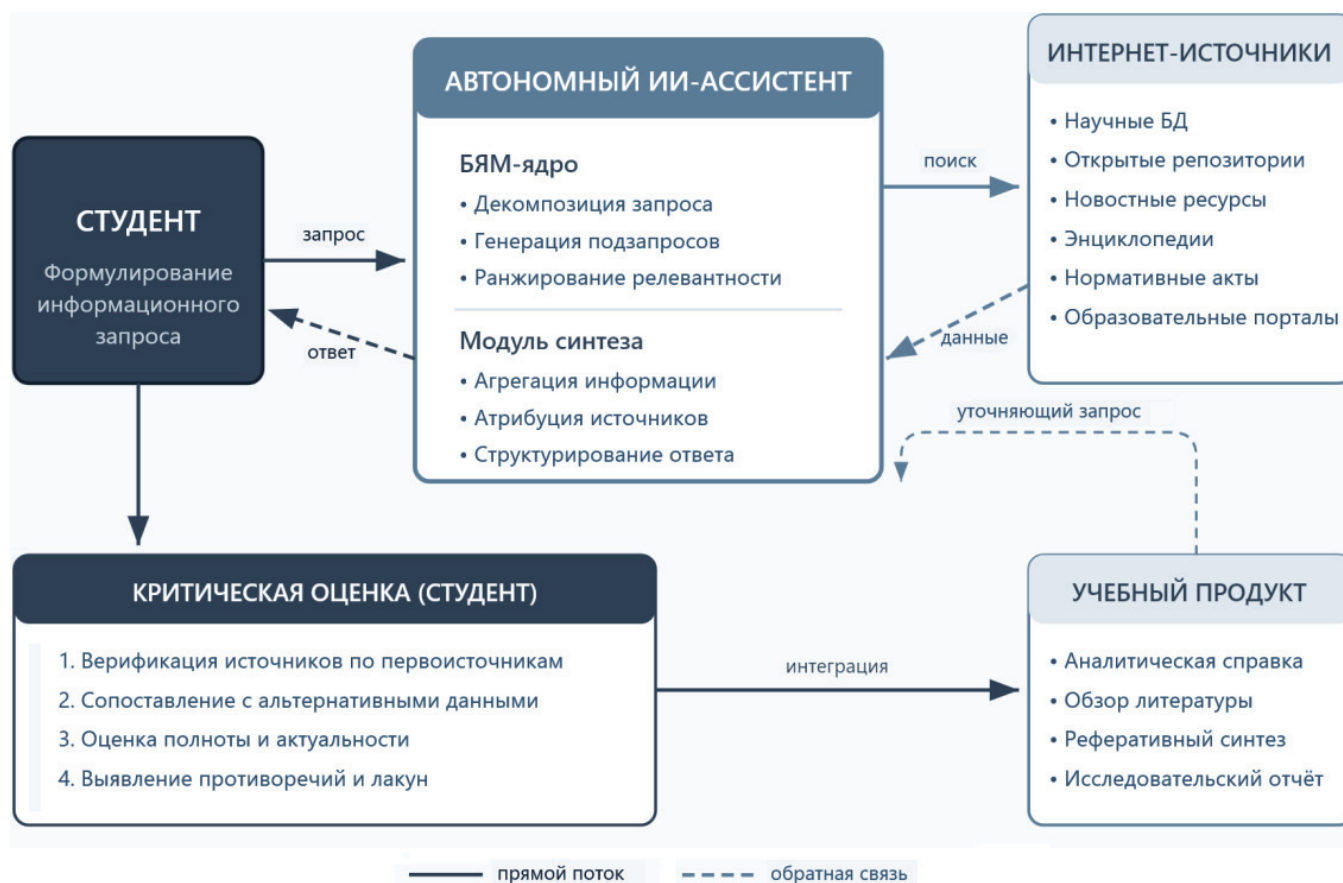 СТУДЕНТ
Формулирование
информационного
запроса
запрос
ответ
АВТОНОМНЫЙ ИИ-АССИСТЕНТ
БЯМ-ядро
• Декомпозиция запроса
• Генерация подзапросов
• Ранжирование релевантности
Модуль синтеза
• Агрегация информации
• Атрибуция источников
• Структурирование ответа
поиск
данные
ИНТЕРНЕТ-ИСТОЧНИКИ
• Научные БД
• Открытые репозитории
• Новостные ресурсы
• Энциклопедии
• Нормативные акты
• Образовательные порталы
уточняющий запрос
КРИТИЧЕСКАЯ ОЦЕНКА (СТУДЕНТ)
1. Верификация источников по первоисточникам
2. Сопоставление с альтернативными данными
3. Оценка полноты и актуальности
4. Выявление противоречий и лакун
интеграция
УЧЕБНЫЙ ПРОДУКТ
• Аналитическая справка
• Обзор литературы
• Реферативный синтез
• Исследовательский отчёт
прямой поток
обратная связь